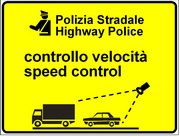 Polizia Stradale
Highway Police
controllo velocità
speed control